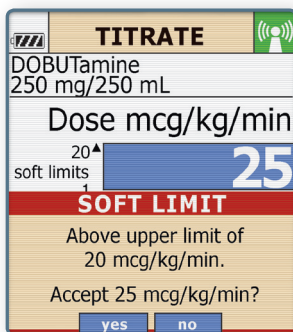 TITRATE
DOBUTamine
250 mg/250 mL
Dose mcg/kg/min
20
soft limits
1
25
SOFT LIMIT
Above upper limit of
20 mcg/kg/min.
Accept 25 mcg/kg/min?
yes no